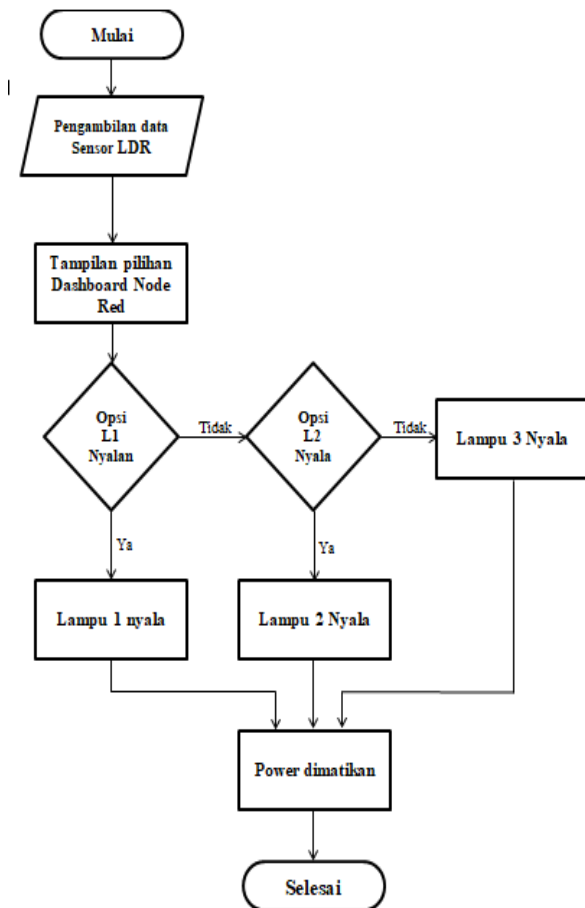 Mulai
Pengambilan data
Sensor LDR
Tampilan pilihan
Dashboard Node
Red
Opsi
L1
Nyalan
Tidak
Opsi
L2
Nyala
Tidak
Lampu 3 Nyala
Ya
Ya
Lampu 1 nyala
Lampu 2 Nyala
Power dimatikan
Selesai